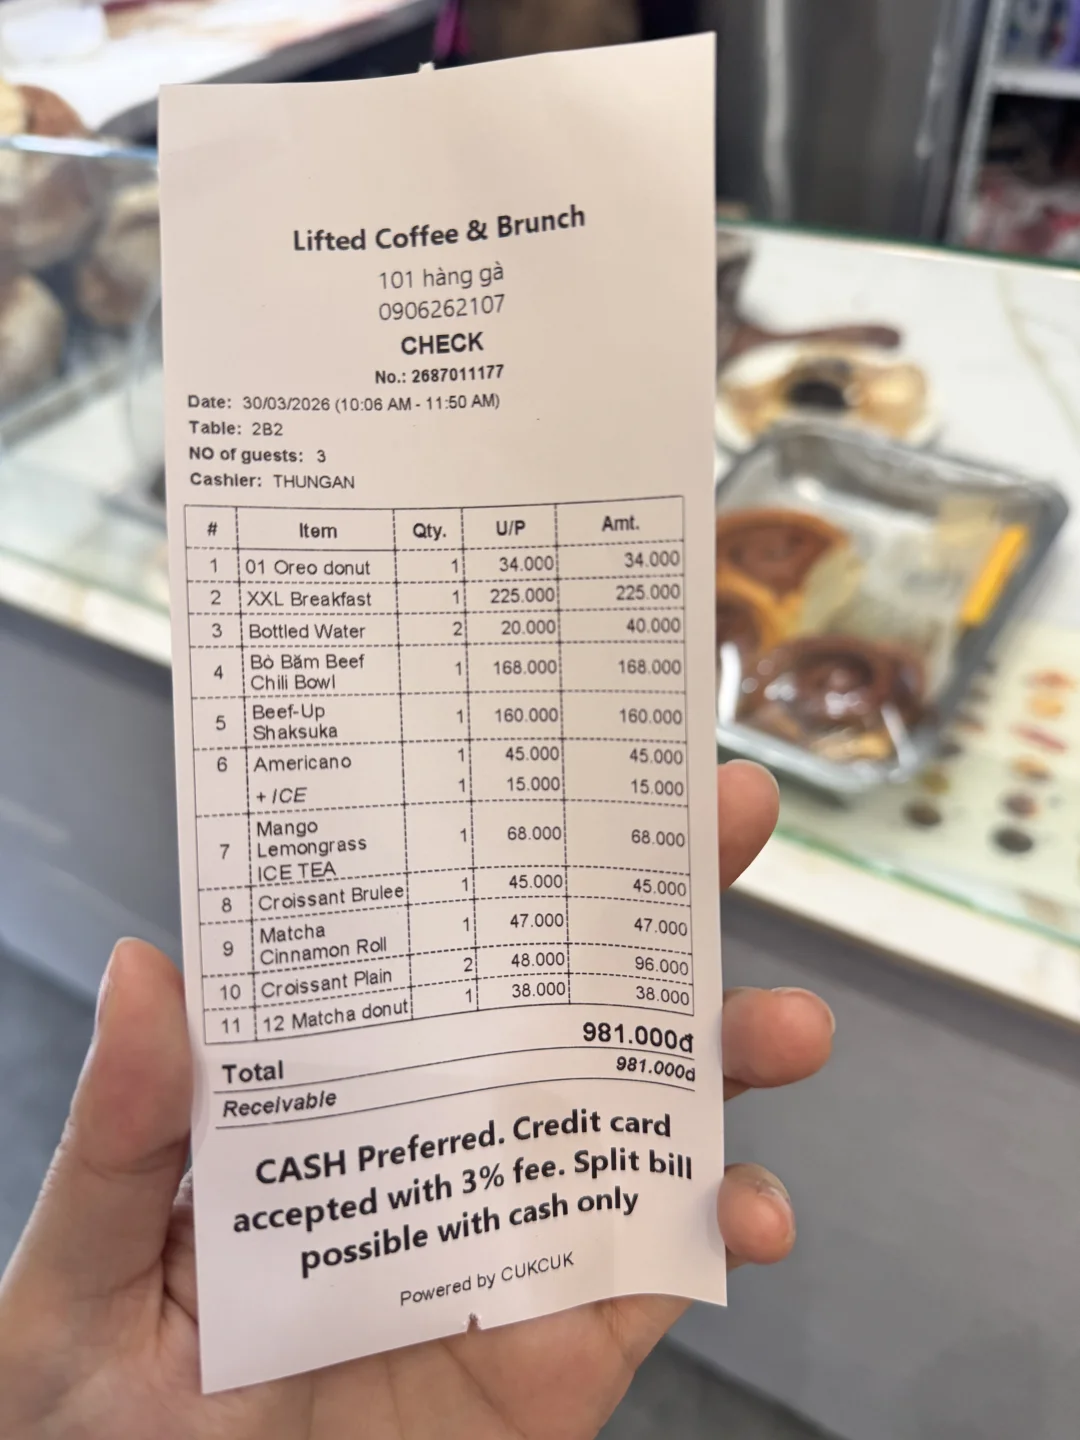 Lifted Coffee & Brunch
101 hàng gà
0906262107
CHECK
No.: 2687011177
Date: 30/03/2026 (10:06 AM - 11:50 AM)
Table: 2B2
NO of guests: 3
Cashier: THUNGAN
# Item Qty. U/P Amt.
1 01 Oreo donut 1 34.000 34.000
2 XXL Breakfast 1 225.000 225.000
3 Bottled Water 2 20.000 40.000
4 Bò Băm Beef 1 168.000 168.000
Chili Bowl
5 Beef-Up 1 160.000 160.000
Shaksuka
6 Americano 1 45.000 45.000
+ ICE 1 15.000 15.000
7 Mango 1 68.000 68.000
Lemongrass
ICE TEA
8 Croissant Brulee 1 45.000 45.000
9 Matcha 1 47.000 47.000
Cinnamon Roll
10 Croissant Plain 2 48.000 96.000
11 12 Matcha donut 1 38.000 38.000
Total 981.000đ
Receivable 981.000đ
CASH Preferred. Credit card
accepted with 3% fee. Split bill
possible with cash only
Powered by CUKCUK